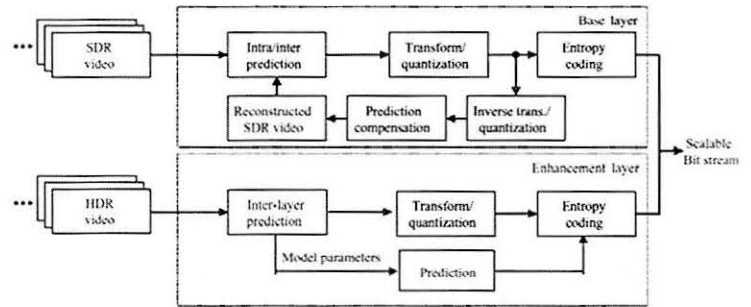 Base layer
SDR
video
Intra/inter
prediction
Transform/
quantization
Entropy
coding
Reconstructed
SDR video
Prediction
compensation
Inverse trans./
quantization
Scalable
Bit stream
Enhancement layer
HDR
video
Inter-layer
prediction
Transform/
quantization
Entropy
coding
Model parameters
Prediction